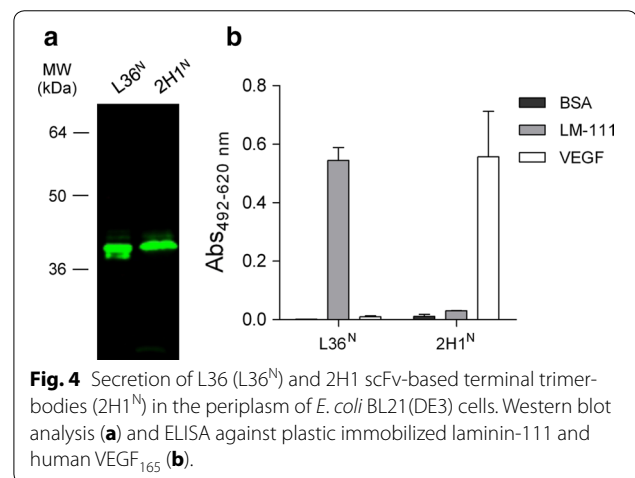 a
b
MW
(kDa)
L36ᴺ
2H1ᴺ
64
50
36
0.8
0.6
0.4
0.2
0.0
Abs492-620 nm
BSA
LM-111
VEGF
L36ᴺ
2H1ᴺ
Fig. 4 Secretion of L36 (L36ᴺ) and 2H1 scFv-based terminal trimer-
bodies (2H1ᴺ) in the periplasm of E. coli BL21(DE3) cells. Western blot
analysis (a) and ELISA against plastic immobilized laminin-111 and
human VEGF₁₆₅ (b).